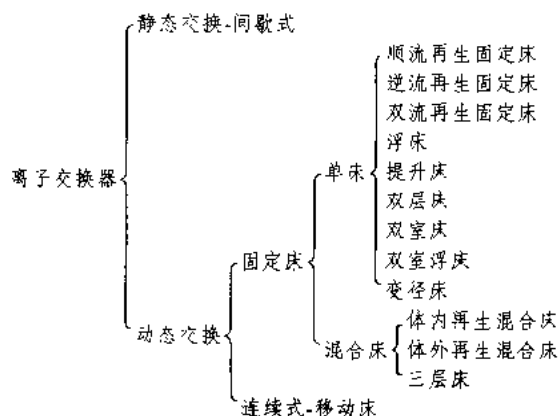 静态交换-间歇式
顺流再生固定床
逆流再生固定床
双流再生固定床
浮床
离子交换器
单床
提升床
双层床
固定床
双室床
双室浮床
变径床
动态交换
体内再生混合床
混合床
体外再生混合床
三层床
连续式-移动床